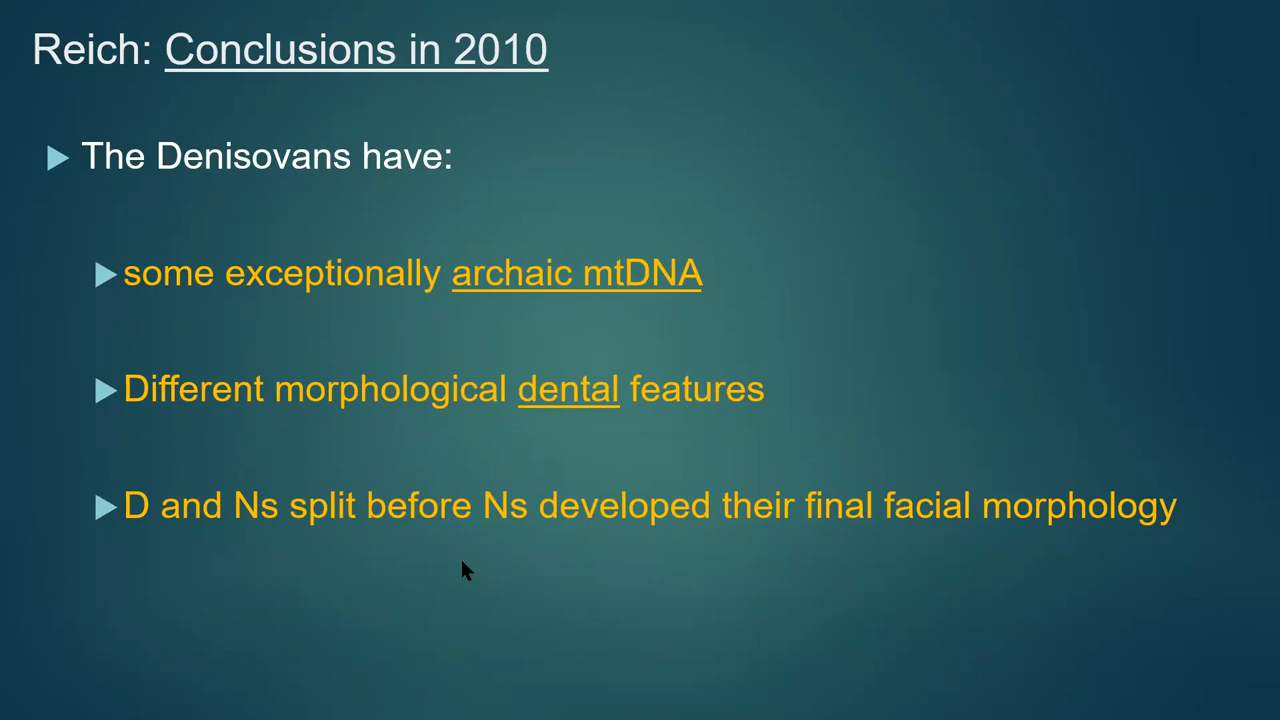 Reich: Conclusions in 2010
The Denisovans have:
some exceptionally archaic mtDNA
Different morphological dental features
D and Ns split before Ns developed their final facial morphology